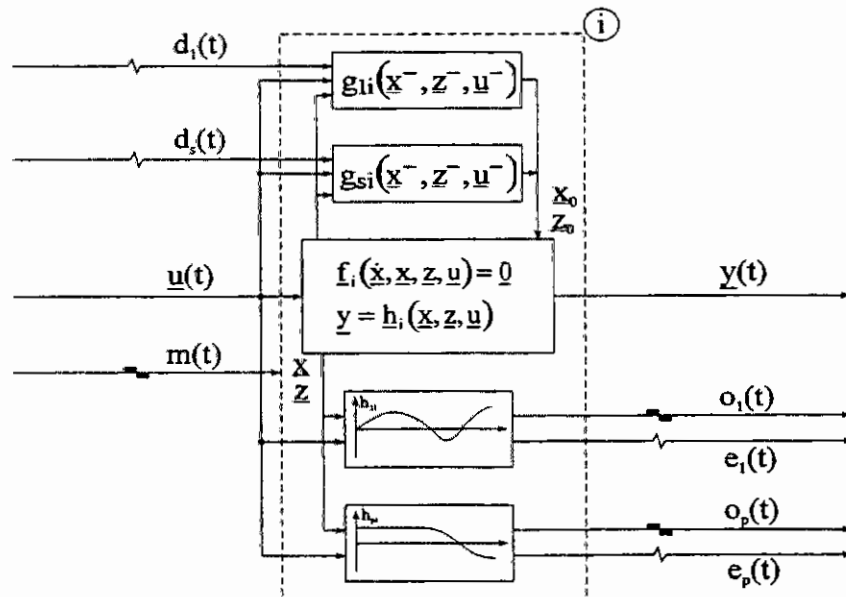 i
d₁(t)
g₁ᵢ(x⁻, z⁻, u⁻)
dₛ(t)
gₛᵢ(x⁻, z⁻, u⁻)
x₀
z₀
u(t)
fᵢ(ẋ, x, z, u) = 0
y = hᵢ(x, z, u)
y(t)
m(t)
x
z
h₁ᵢ
o₁(t)
e₁(t)
hₚᵢ
oₚ(t)
eₚ(t)